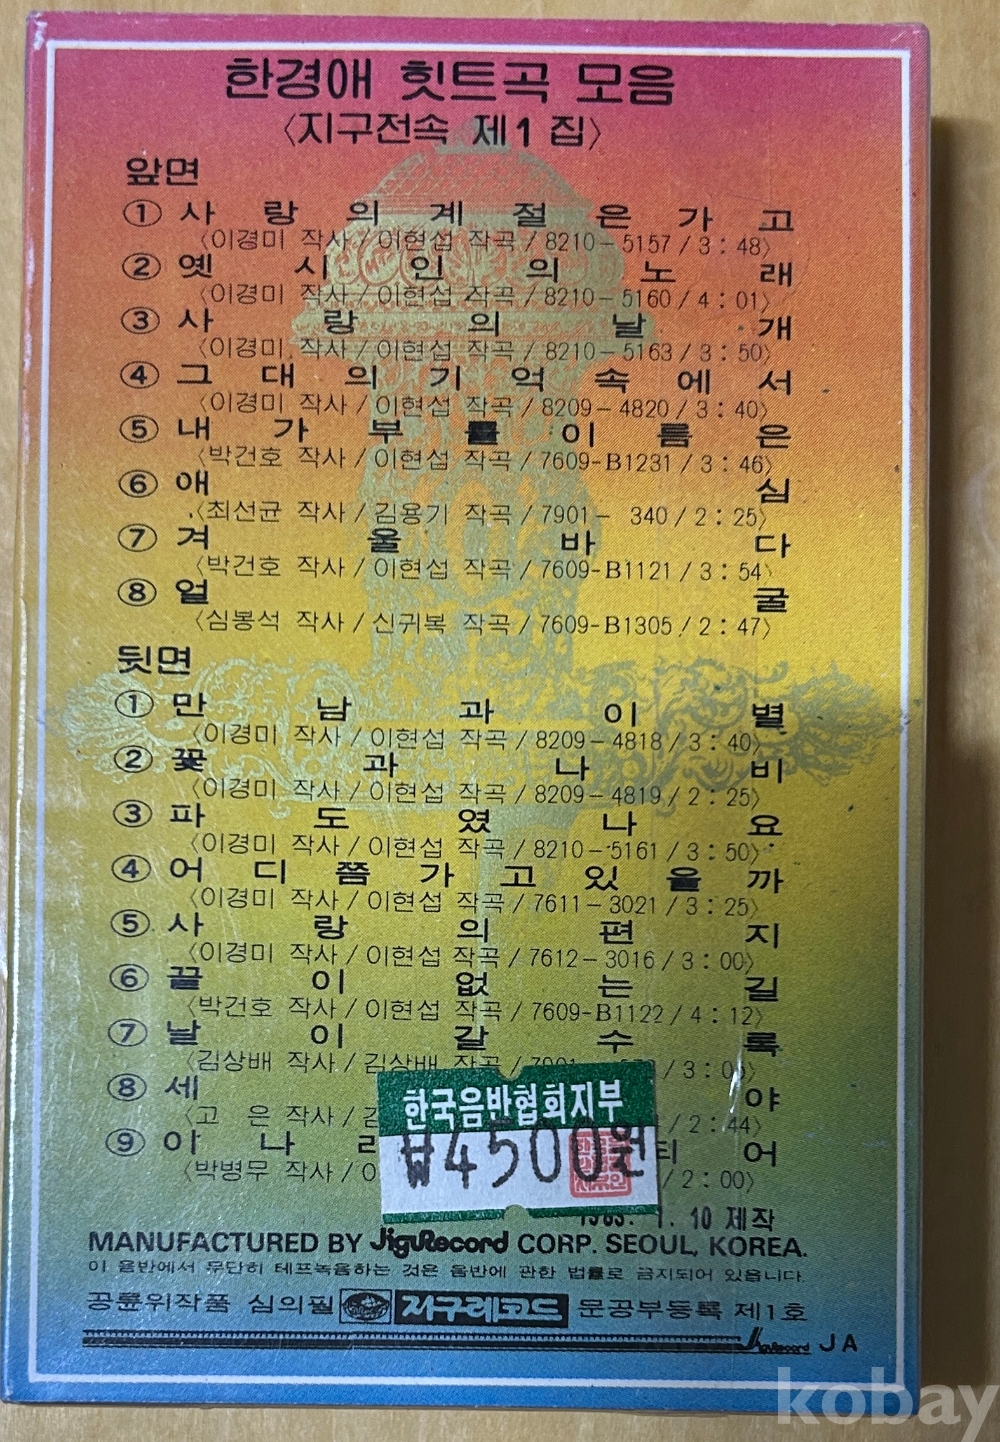 한경애 힛트곡 모음
〈지구전속 제1집〉
앞면
① 사랑의 계절은 가고
〈이경미 작사/이현섭 작곡/8210-5157/3:48〉
② 옛시인의 노래
〈이경미 작사/이현섭 작곡/8210-5160/4:01〉
③ 사랑의 날개
〈이경미 작사/이현섭 작곡/8210-5163/3:50〉
④ 그대의 기억속에서
〈이경미 작사/이현섭 작곡/8209-4820/3:40〉
⑤ 내가 부를 이름은
〈박건호 작사/이현섭 작곡/7609-B1231/3:46〉
⑥ 애심
〈최선균 작사/김용기 작곡/7901- 340/2:25〉
⑦ 겨울바다
〈박건호 작사/이현섭 작곡/7609-B1121/3:54〉
⑧ 얼굴
〈심봉석 작사/신귀복 작곡/7609-B1305/2:47〉
뒷면
① 만남과 이별
〈이경미 작사/이현섭 작곡/8209-4818/3:40〉
② 꽃과 나비
〈이경미 작사/이현섭 작곡/8209-4819/2:25〉
③ 파도였나요
〈이경미 작사/이현섭 작곡/8210-5161/3:50〉
④ 어디쯤 가고 있을까
〈이경미 작사/이현섭 작곡/7611-3021/3:25〉
⑤ 사랑의 편지
〈이경미 작사/이현섭 작곡/7612-3016/3:00〉
⑥ 끝이 없는 길
〈박건호 작사/이현섭 작곡/7609-B1122/4:12〉
⑦ 날이 갈수록
〈김상배 작사/김상배 작곡/
⑧ 세 야
〈고 은 작사/ /2:44〉
⑨ 아나 티어
〈박병무 작사/ /2:00〉
한국음반협회지부
₩4500원
10 제작
MANUFACTURED BY JiguRecord CORP. SEOUL, KOREA.
이 음반에서 무단히 테프녹음하는 것은 음반에 관한 법률로 금지되어 있읍니다.
공륜위작품 심의필 지구레코드 문공부등록 제1호
JiguRecord JA
kobay